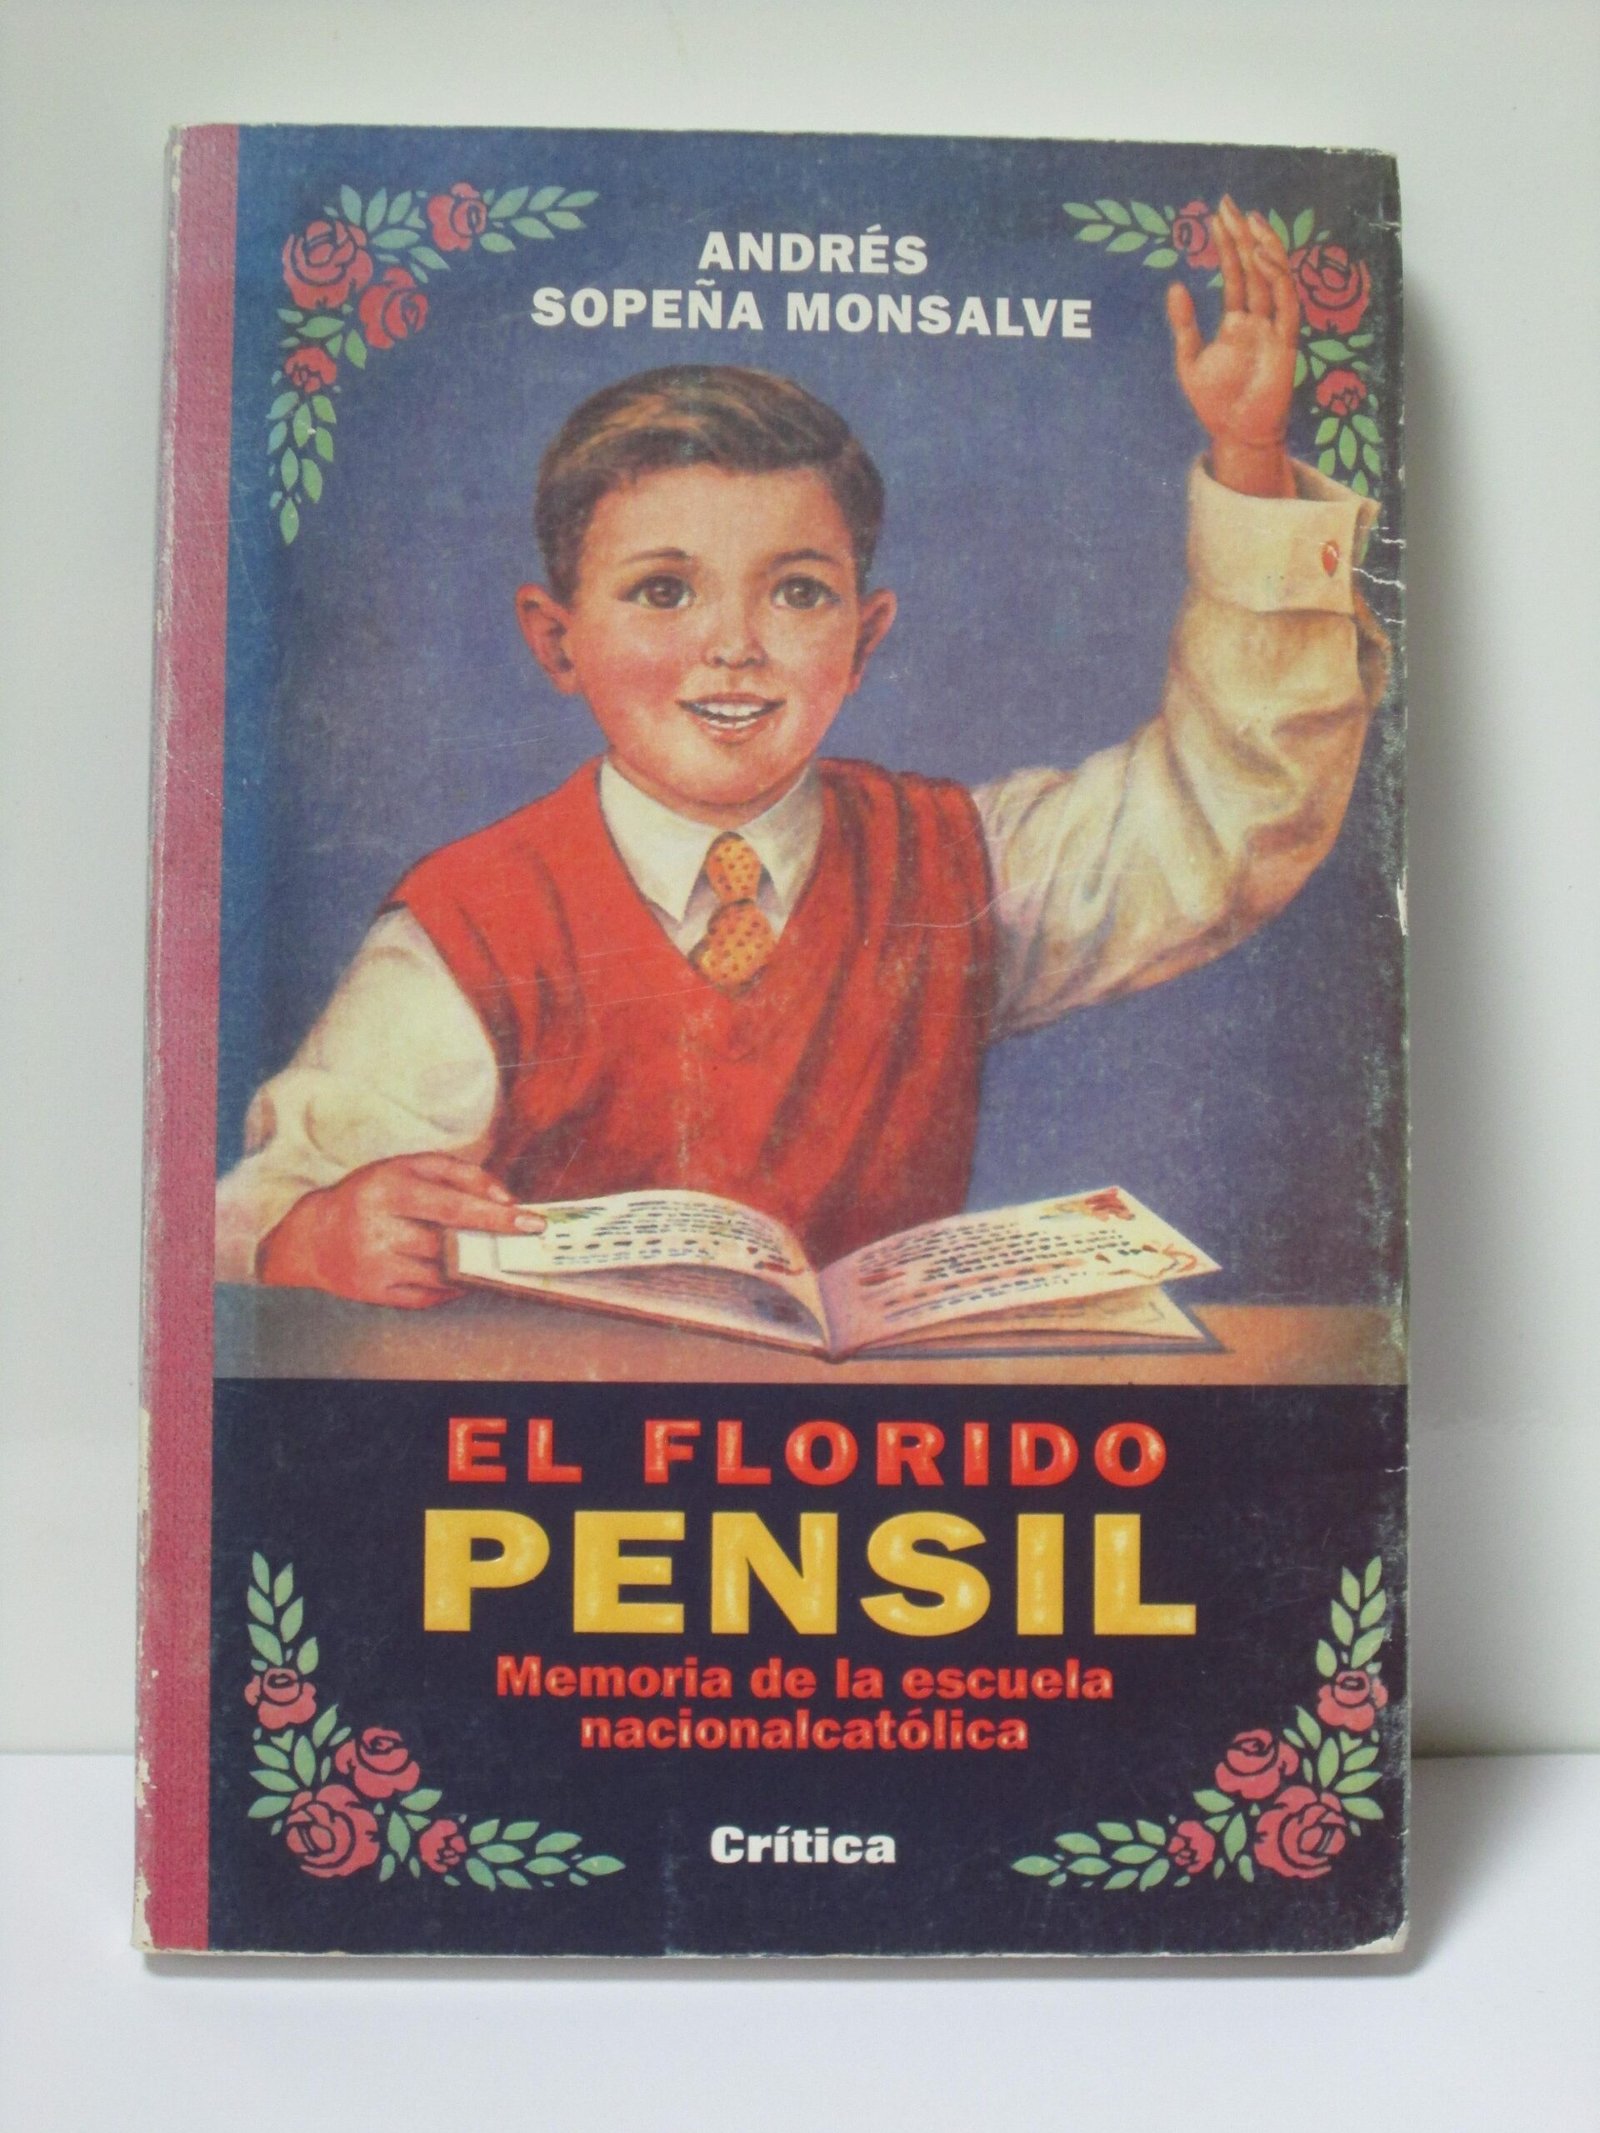 ANDRÉS
SOPEÑA MONSALVE
EL FLORIDO
PENSIL
Memoria de la escuela
nacionalcatólica
Crítica